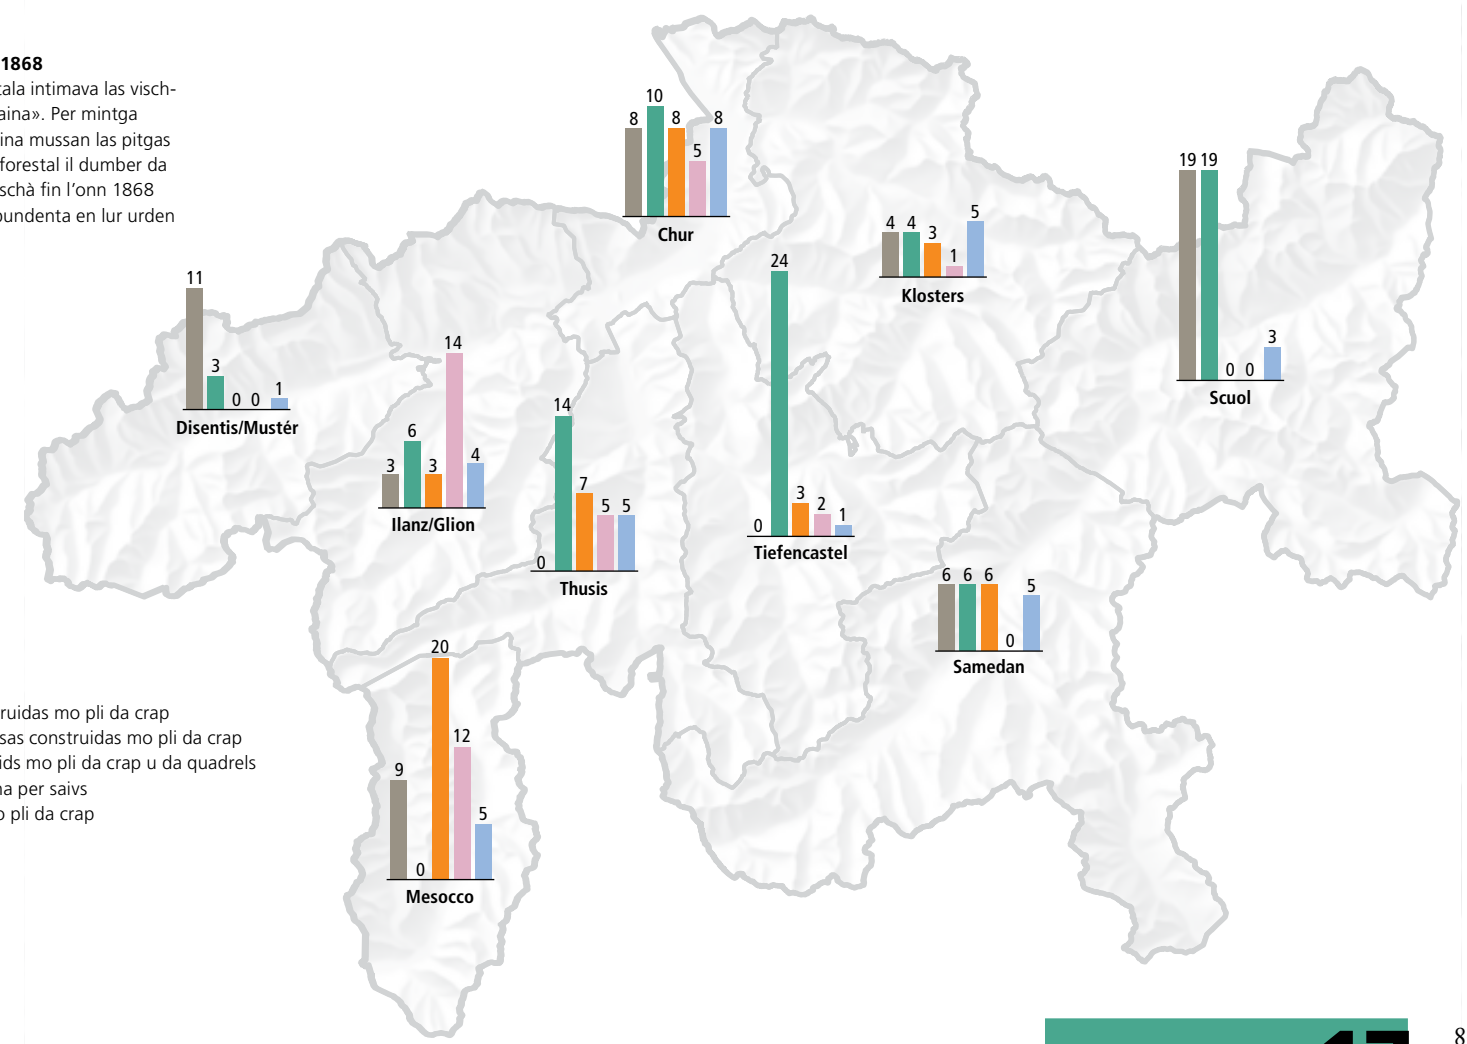 1868
tala intimava las visch-
aina». Per mintga
ina mussan las pitgas
forestal il dumber da
schà fin l'onn 1868
pundenta en lur urden
8 10 8 5 8
Chur
4 4 3 1 5
Klosters
19 19 0 0 3
Scuol
11 3 0 0 1
Disentis/Mustér
3 6 3 14 4
Ilanz/Glion
0 14 7 5 5
Thusis
0 24 3 2 1
Tiefencastel
6 6 6 0 5
Samedan
9 0 20 12 5
Mesocco
ruidas mo pli da crap
sas construidas mo pli da crap
ids mo pli da crap u da quadrels
na per saivs
o pli da crap
8